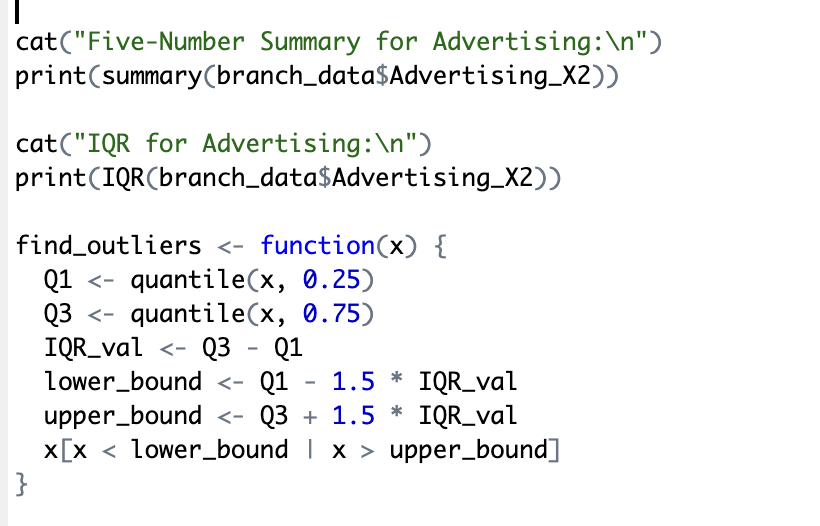 cat("Five-Number Summary for Advertising:\n")
print(summary(branch_data$Advertising_X2))
cat("IQR for Advertising:\n")
print(IQR(branch_data$Advertising_X2))
find_outliers <- function(x) {
  Q1 <- quantile(x, 0.25)
  Q3 <- quantile(x, 0.75)
  IQR_val <- Q3 - Q1
  lower_bound <- Q1 - 1.5 * IQR_val
  upper_bound <- Q3 + 1.5 * IQR_val
  x[x < lower_bound | x > upper_bound]
}